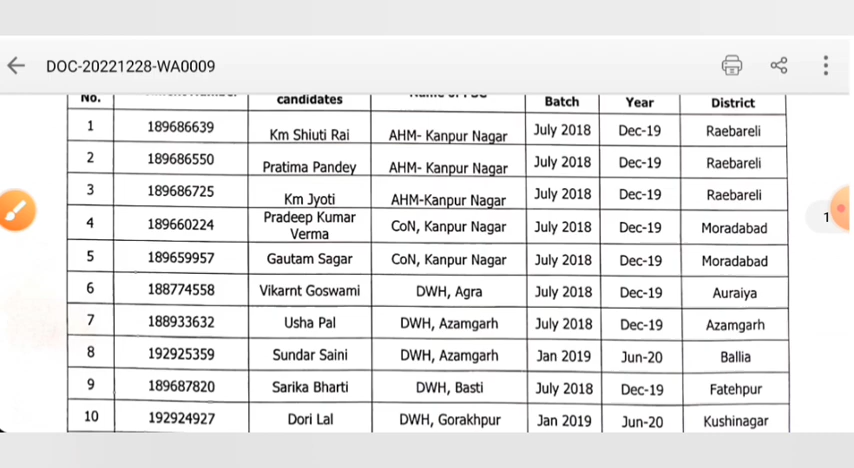 DOC-20221228-WA0009
No. candidates Batch Year District
1 189686639 Km Shiuti Rai AHM- Kanpur Nagar July 2018 Dec-19 Raebareli
2 189686550 Pratima Pandey AHM- Kanpur Nagar July 2018 Dec-19 Raebareli
3 189686725 Km Jyoti AHM-Kanpur Nagar July 2018 Dec-19 Raebareli
4 189660224 Pradeep Kumar Verma CoN, Kanpur Nagar July 2018 Dec-19 Moradabad
5 189659957 Gautam Sagar CoN, Kanpur Nagar July 2018 Dec-19 Moradabad
6 188774558 Vikarnt Goswami DWH, Agra July 2018 Dec-19 Auraiya
7 188933632 Usha Pal DWH, Azamgarh July 2018 Dec-19 Azamgarh
8 192925359 Sundar Saini DWH, Azamgarh Jan 2019 Jun-20 Ballia
9 189687820 Sarika Bharti DWH, Basti July 2018 Dec-19 Fatehpur
10 192924927 Dori Lal DWH, Gorakhpur Jan 2019 Jun-20 Kushinagar
1